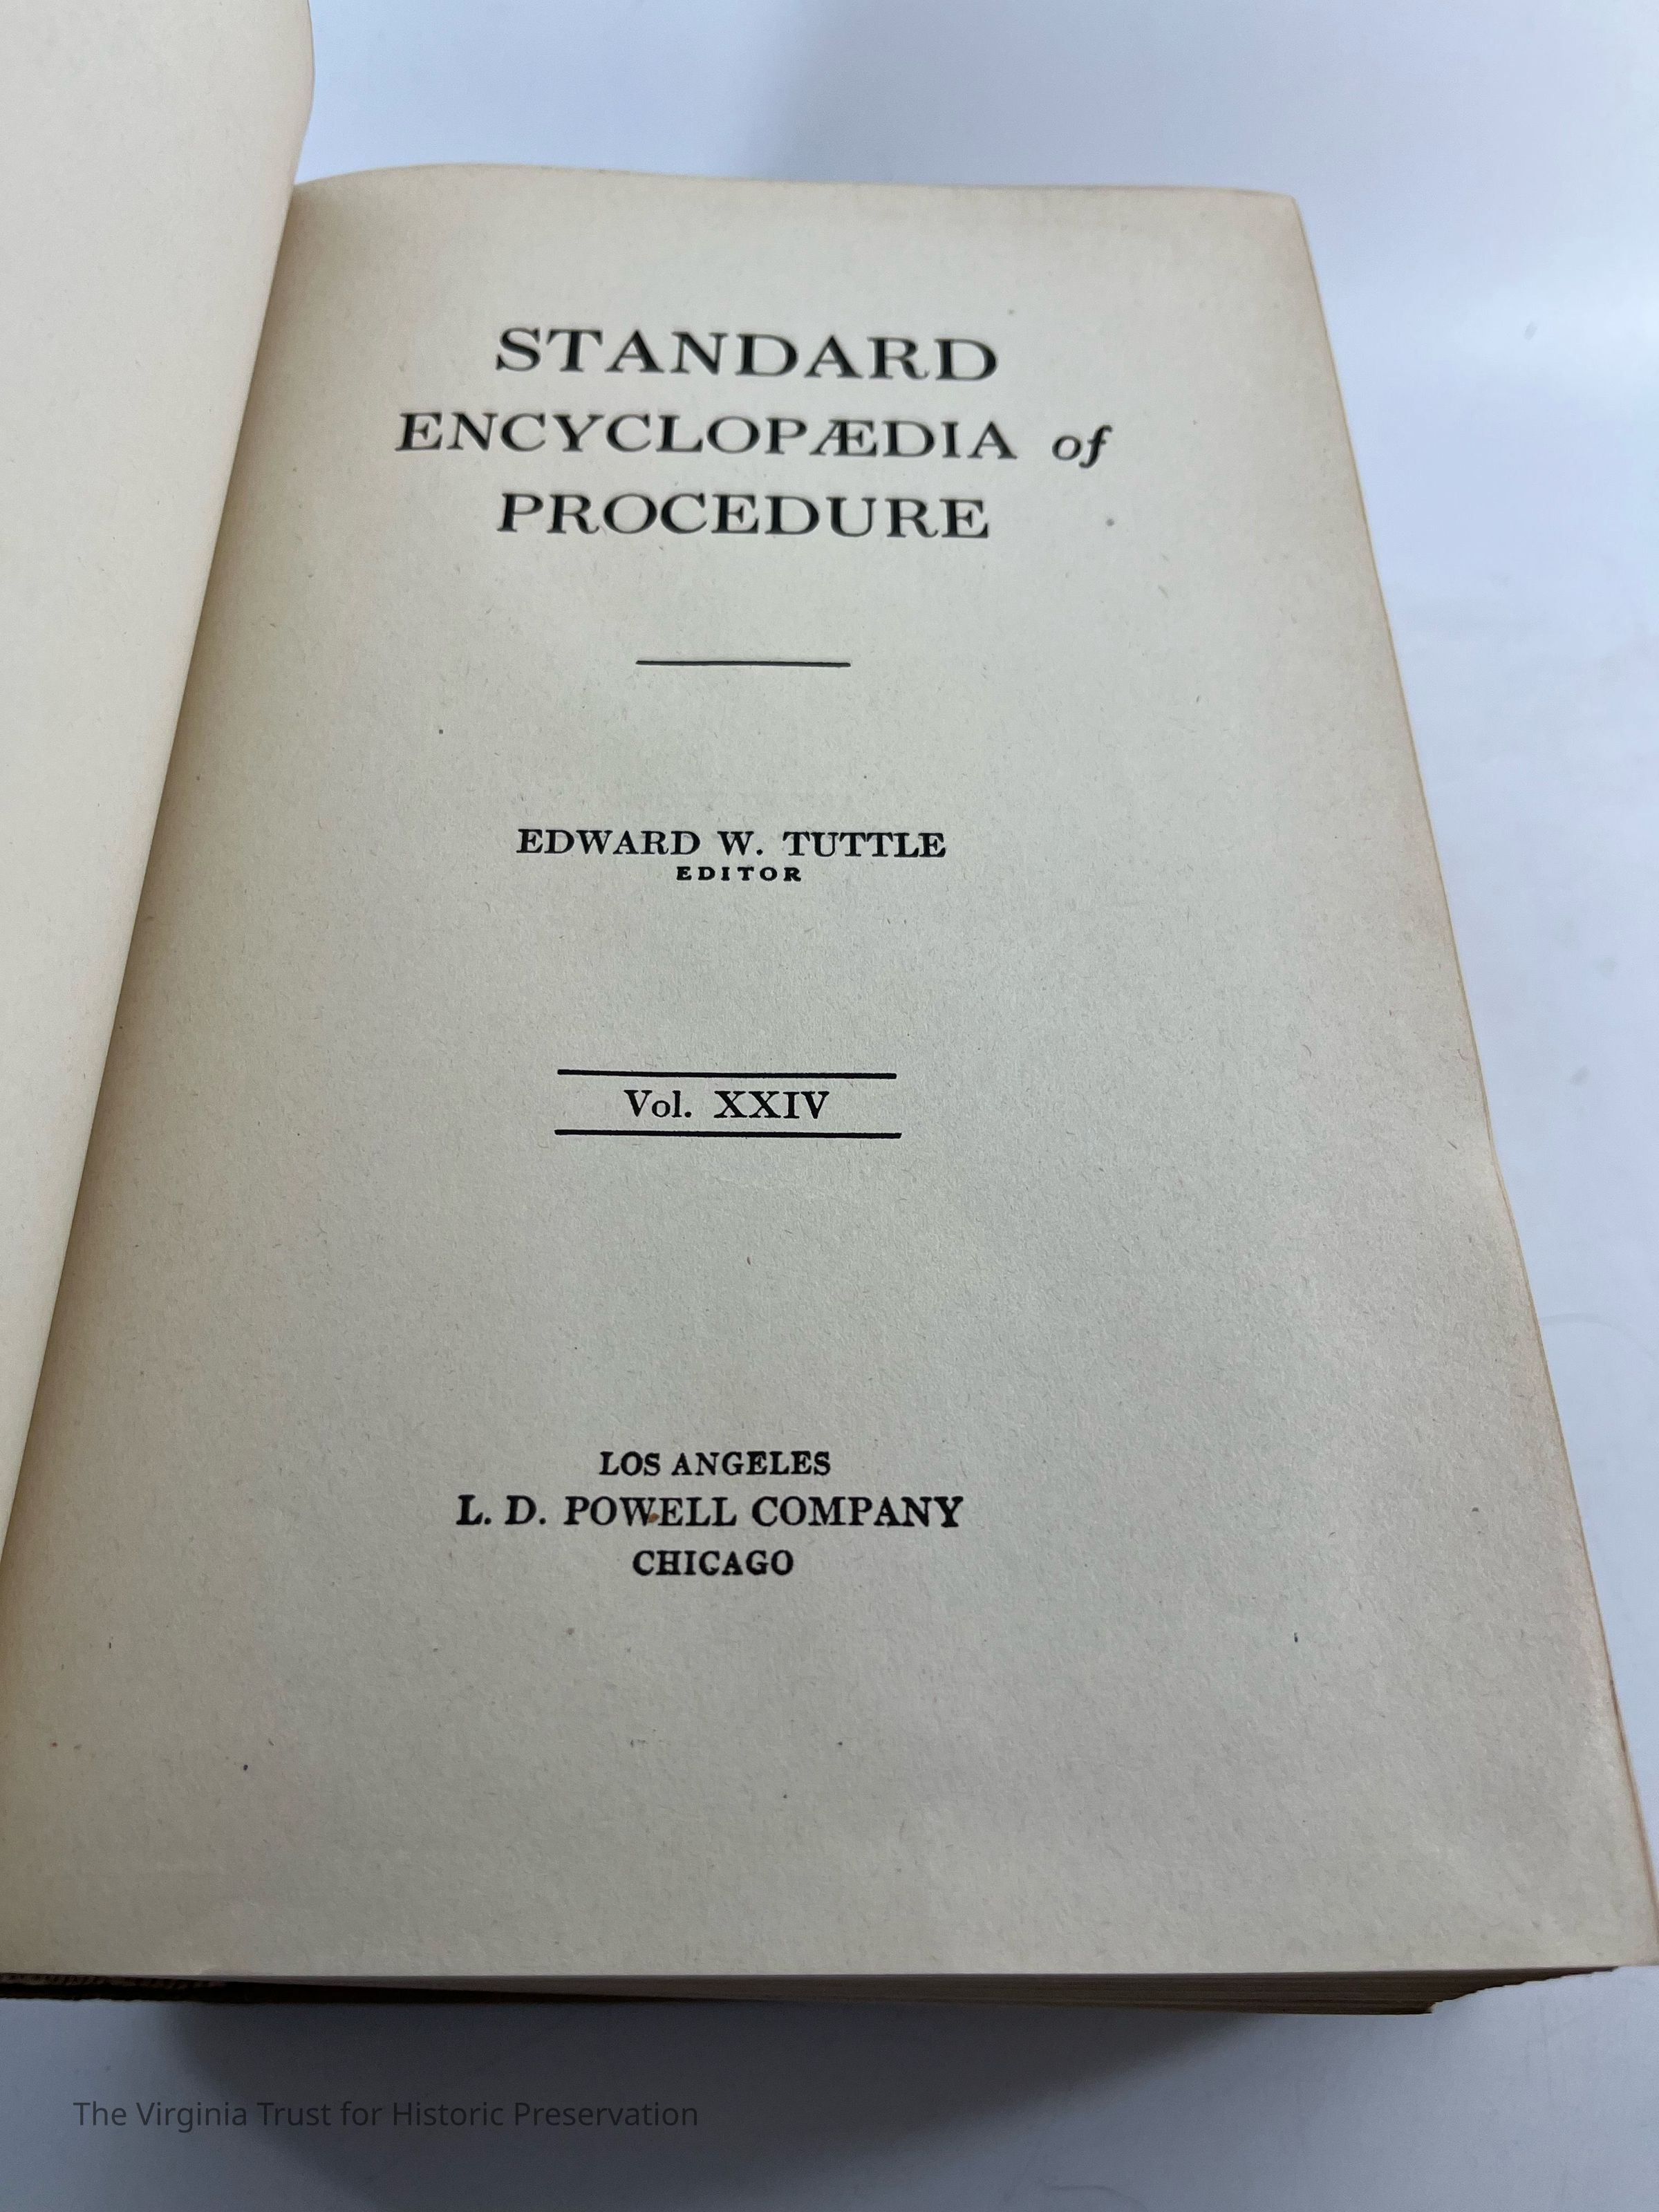 STANDARD
ENCYCLOPÆDIA of
PROCEDURE
EDWARD W. TUTTLE
EDITOR
Vol. XXIV
LOS ANGELES
L. D. POWELL COMPANY
CHICAGO
The Virginia Trust for Historic Preservation